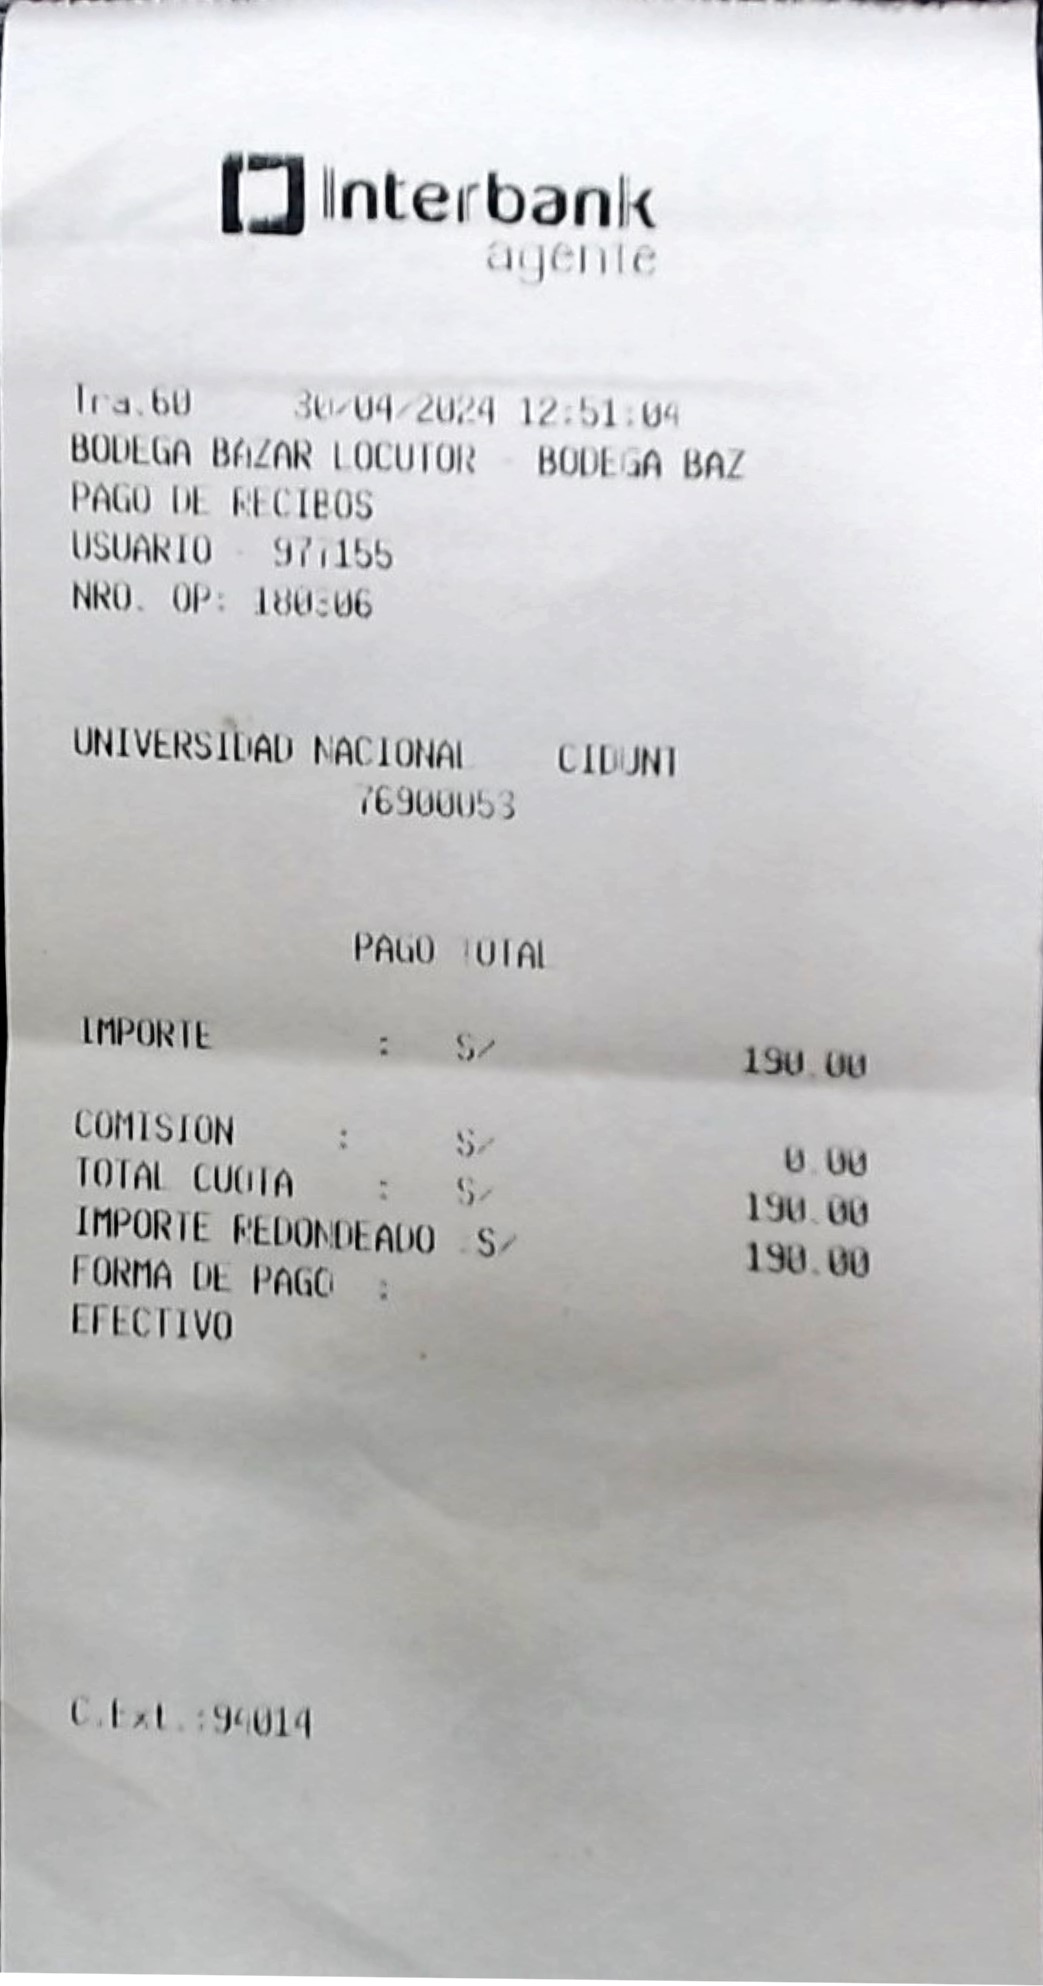 Interbank
agente
Tra.60 30/04/2024 12:51:04
BODEGA BAZAR LOCUTOR - BODEGA BAZ
PAGO DE RECIBOS
USUARIO - 977155
NRO. OP:
UNIVERSIDAD NACIONAL CIDUNT
76900053
PAGO TOTAL
IMPORTE : S/ 190.00
COMISION : S/ 0.00
TOTAL CUOTA : S/ 190.00
IMPORTE REDONDEADO S/ 190.00
FORMA DE PAGO :
EFECTIVO
C.Ext.:94014